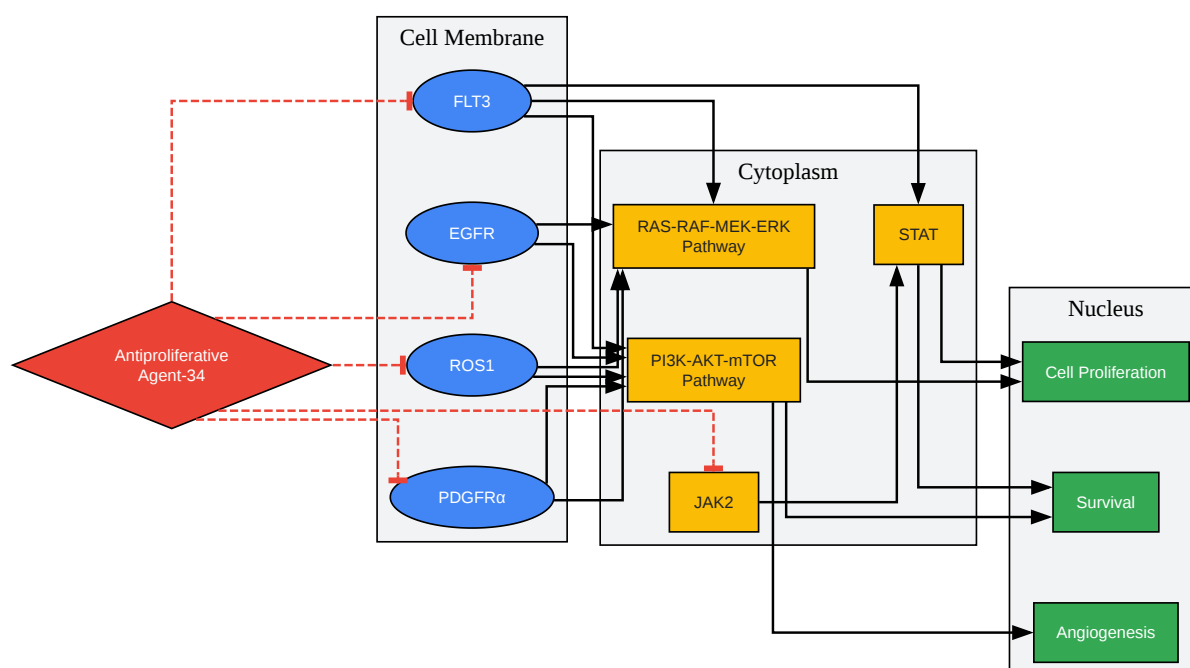 Cell Membrane
FLT3
Cytoplasm
EGFR
RAS-RAF-MEK-ERK
Pathway
STAT
Nucleus
Antiproliferative
Agent-34
ROS1
PI3K-AKT-mTOR
Pathway
Cell Proliferation
PDGFRα
JAK2
Survival
Angiogenesis